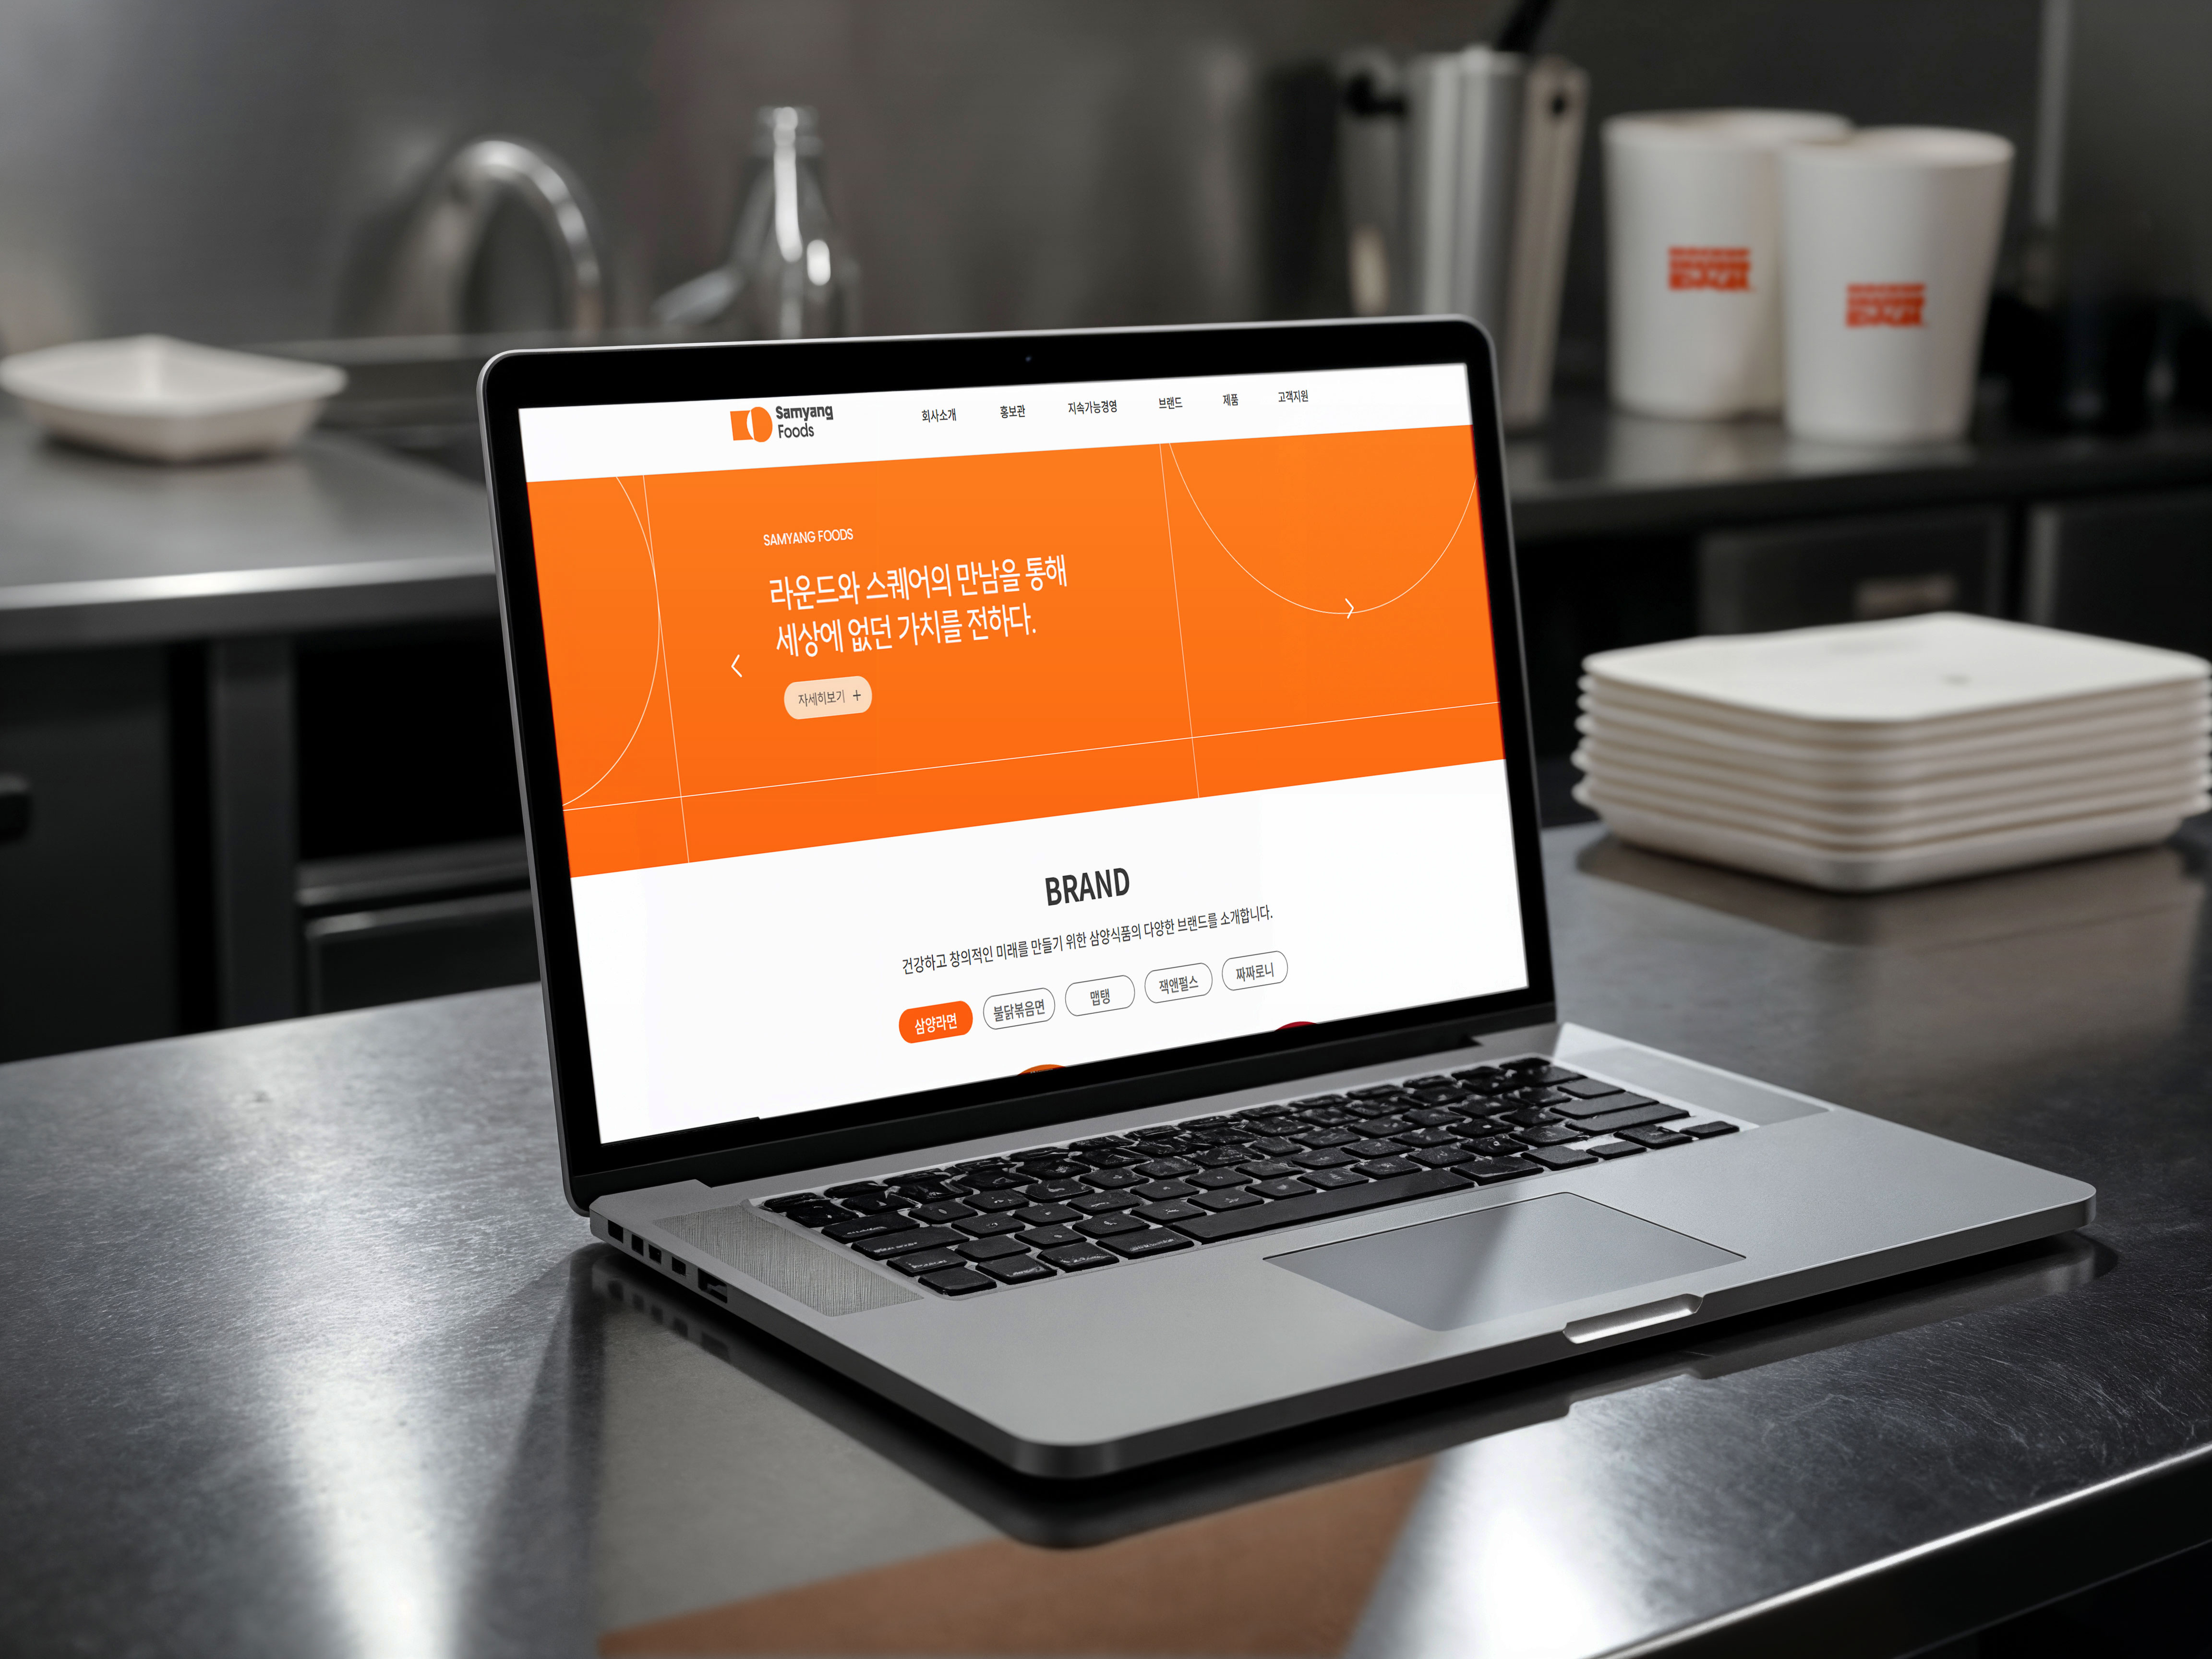 Samyang
Foods
회사소개 홍보관 지속가능경영 브랜드 제품 고객지원
SAMYANG FOODS
라운드와 스퀘어의 만남을 통해
세상에 없던 가치를 전하다.
자세히보기 +
BRAND
건강하고 창의적인 미래를 만들기 위한 삼양식품의 다양한 브랜드를 소개합니다.
삼양라면 불닭볶음면 맵탱 잭앤펄스 짜짜로니